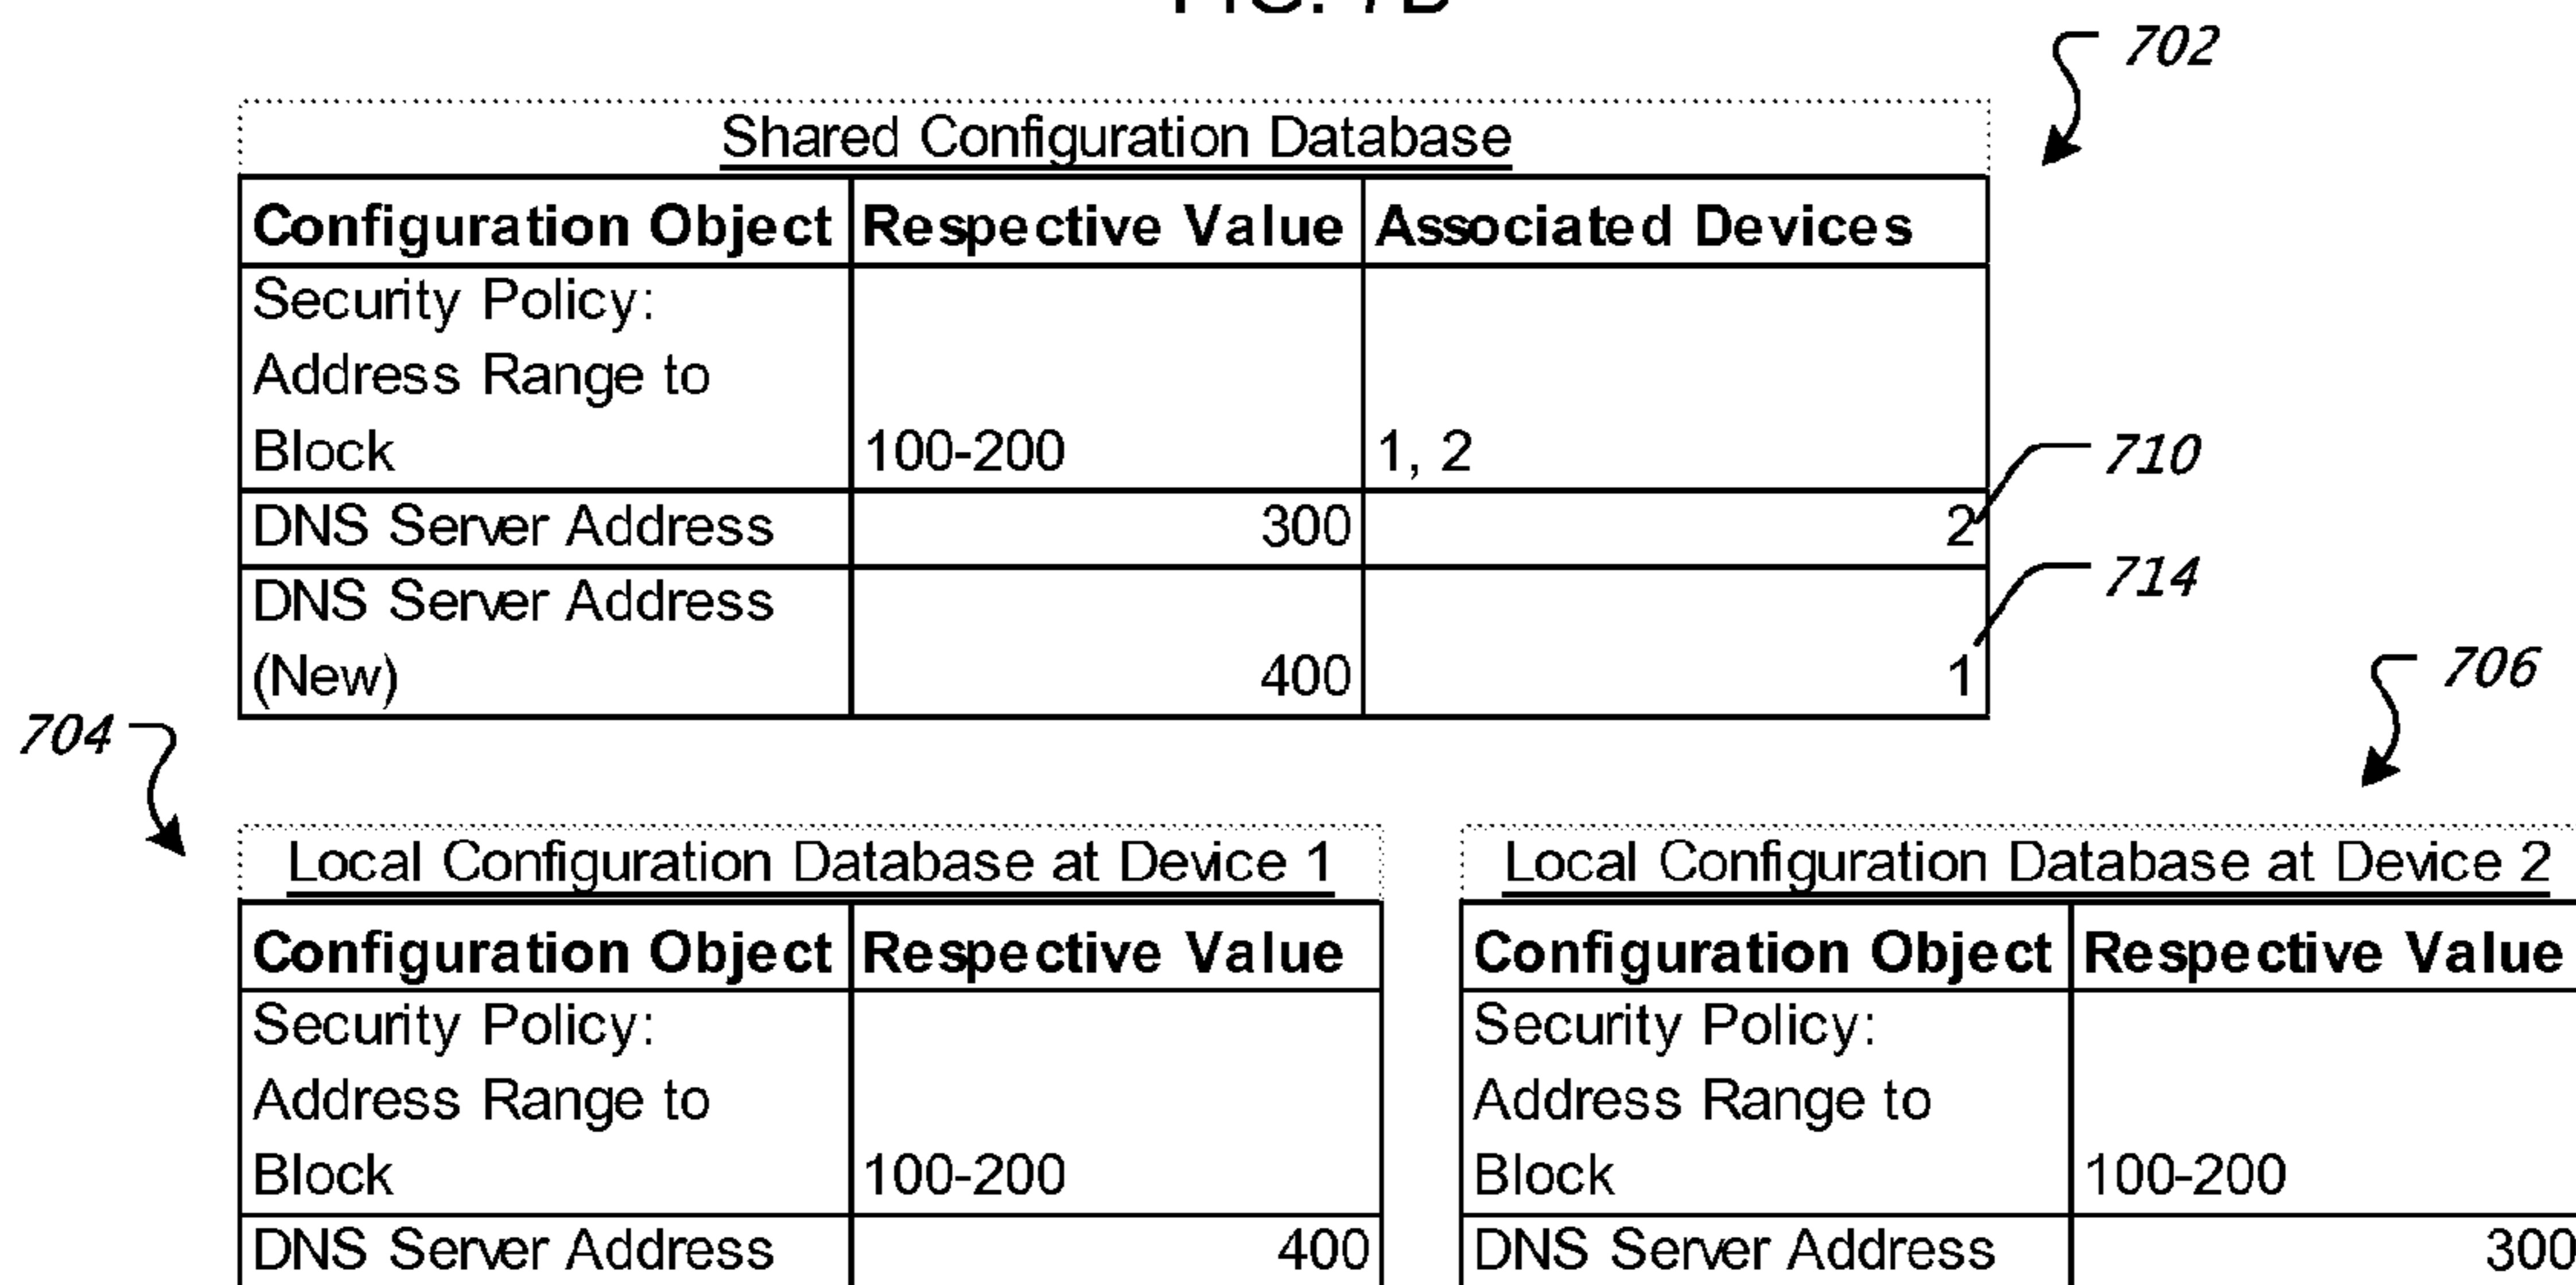 FIG. 7B
702
Shared Configuration Database
Configuration Object Respective Value Associated Devices
Security Policy:
Address Range to
Block 100-200 1, 2
710
DNS Server Address 300 2
714
DNS Server Address
(New) 400 1
706
704
Local Configuration Database at Device 1
Configuration Object Respective Value
Security Policy:
Address Range to
Block 100-200
DNS Server Address 400
Local Configuration Database at Device 2
Configuration Object Respective Value
Security Policy:
Address Range to
Block 100-200
DNS Server Address 300